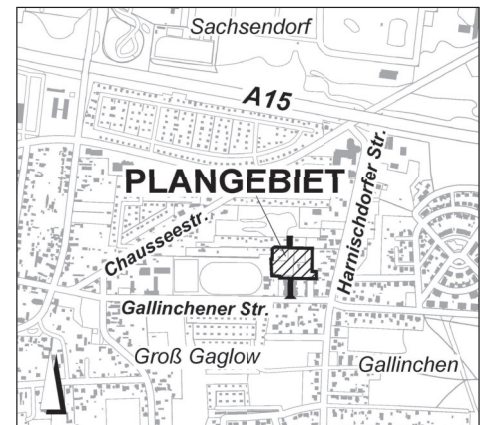 Sachsendorf
A15
PLANGEBIET
Harnischdorfer Str.
Chausseestr.
Gallinchener Str.
Groß Gaglow
Gallinchen